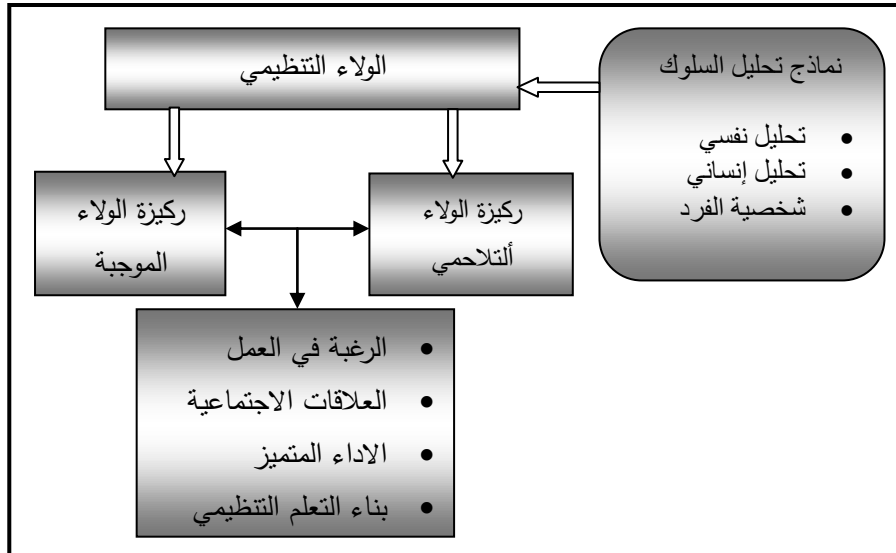 الولاء التنظيمي
نماذج تحليل السلوك
• تحليل نفسي
• تحليل إنساني
• شخصية الفرد
ركيزة الولاء
ألتلاحمي
ركيزة الولاء
الموجبة
• الرغبة في العمل
• العلاقات الاجتماعية
• الاداء المتميز
• بناء التعلم التنظيمي